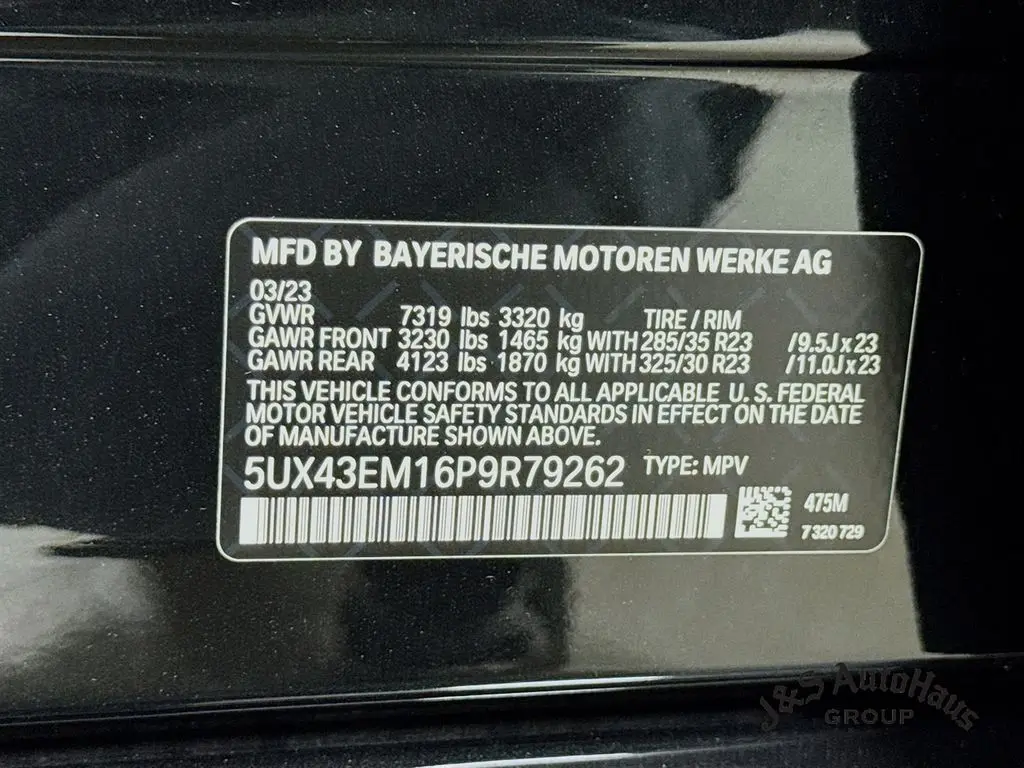 MFD BY BAYERISCHE MOTOREN WERKE AG
03/23
GVWR 7319 lbs 3320 kg TIRE / RIM
GAWR FRONT 3230 lbs 1465 kg WITH 285/35 R23 /9.5J x 23
GAWR REAR 4123 lbs 1870 kg WITH 325/30 R23 /11.0J x 23
THIS VEHICLE CONFORMS TO ALL APPLICABLE U. S. FEDERAL
MOTOR VEHICLE SAFETY STANDARDS IN EFFECT ON THE DATE
OF MANUFACTURE SHOWN ABOVE.
5UX43EM16P9R79262 TYPE: MPV
475M
7 320 729
J&S AutoHaus
GROUP